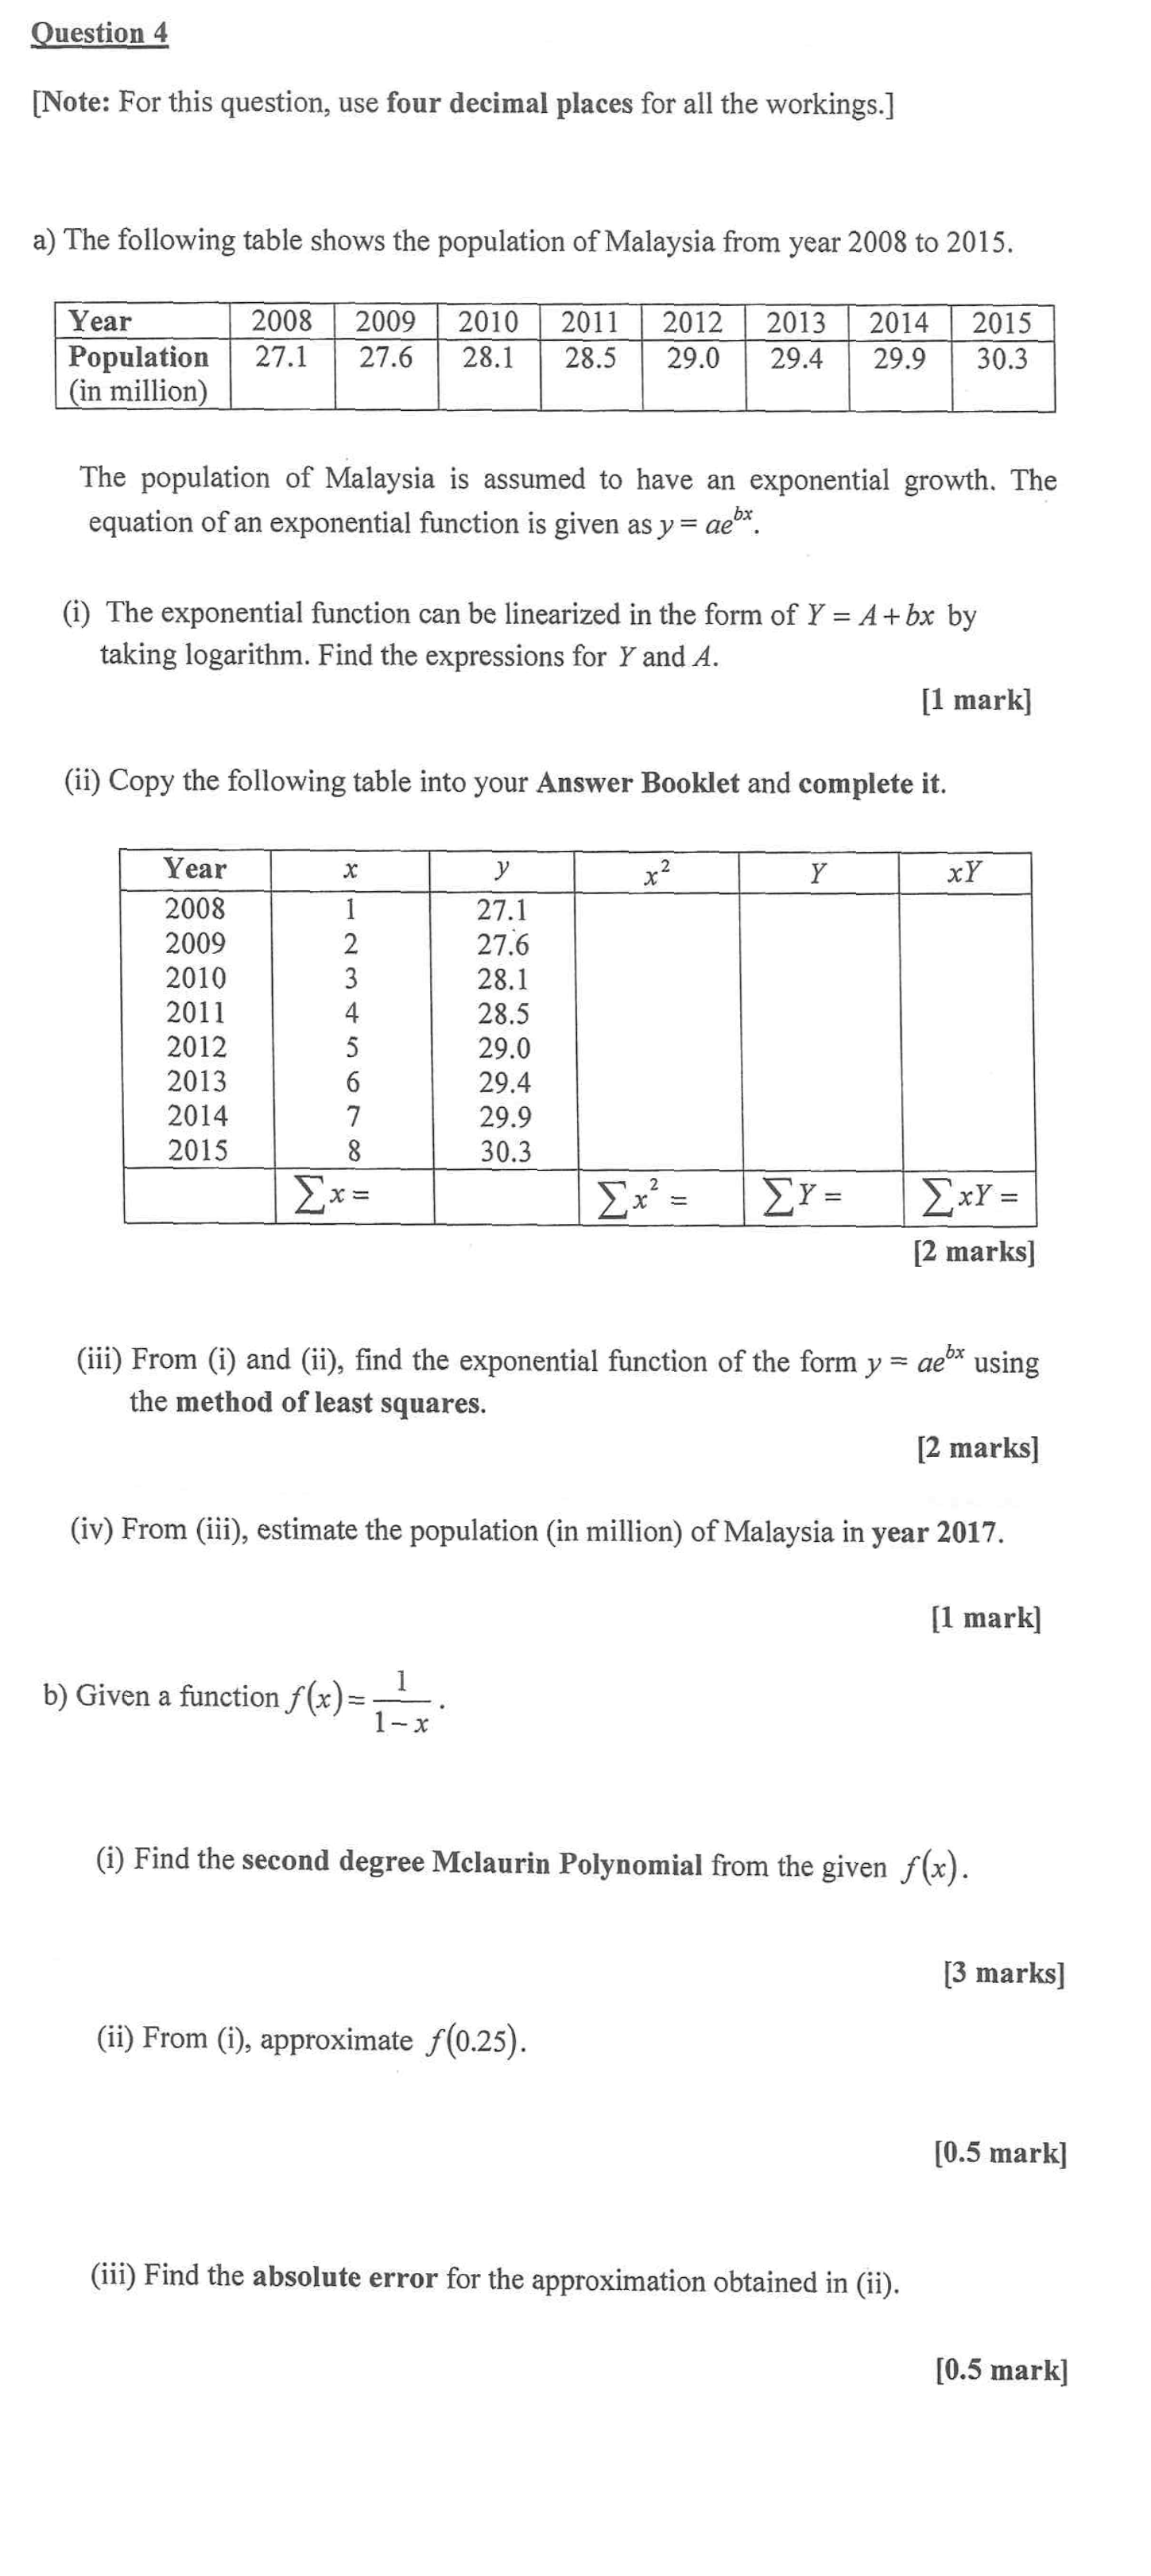 Question 4
[Note: For this question, use four decimal places for all the workings.]
a) The following table shows the population of Malaysia from year 2008 to 2015.
Year 2008 2009 2010 2011 2012 2013 2014 2015
Population 27.1 27.6 28.1 28.5 29.0 29.4 29.9 30.3
(in million)
The population of Malaysia is assumed to have an exponential growth. The
equation of an exponential function is given as y = ae^{bx}.
(i) The exponential function can be linearized in the form of Y = A + bx by
taking logarithm. Find the expressions for Y and A.
[1 mark]
(ii) Copy the following table into your Answer Booklet and complete it.
Year x y x² Y xY
2008 1 27.1
2009 2 27.6
2010 3 28.1
2011 4 28.5
2012 5 29.0
2013 6 29.4
2014 7 29.9
2015 8 30.3
∑x = ∑x² = ∑Y = ∑xY =
[2 marks]
(iii) From (i) and (ii), find the exponential function of the form y = ae^{bx} using
the method of least squares.
[2 marks]
(iv) From (iii), estimate the population (in million) of Malaysia in year 2017.
[1 mark]
b) Given a function f(x) = 1/(1 − x).
(i) Find the second degree Mclaurin Polynomial from the given f(x).
[3 marks]
(ii) From (i), approximate f(0.25).
[0.5 mark]
(iii) Find the absolute error for the approximation obtained in (ii).
[0.5 mark]